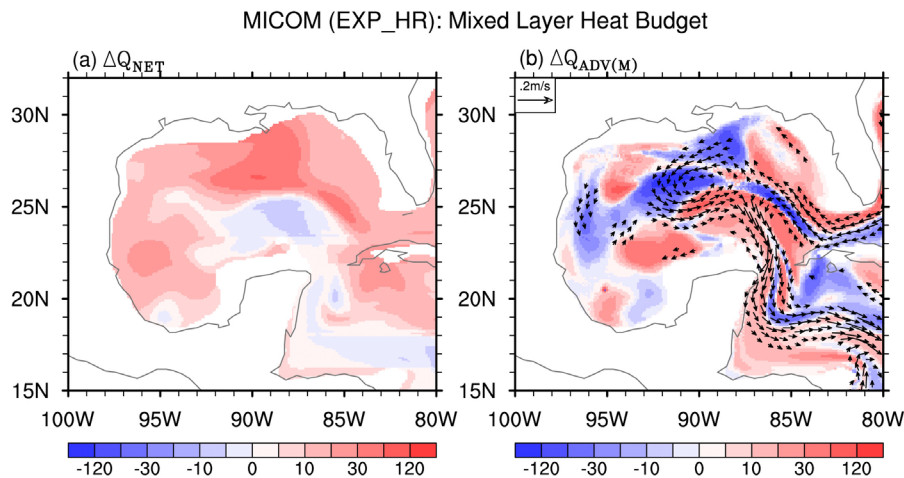 MICOM (EXP_HR): Mixed Layer Heat Budget
(a) ΔQNET
(b) ΔQADV(M)
.2m/s
30N
25N
20N
15N
100W 95W 90W 85W 80W
30N
25N
20N
15N
100W 95W 90W 85W 80W
-120 -30 -10 0 10 30 120
-120 -30 -10 0 10 30 120